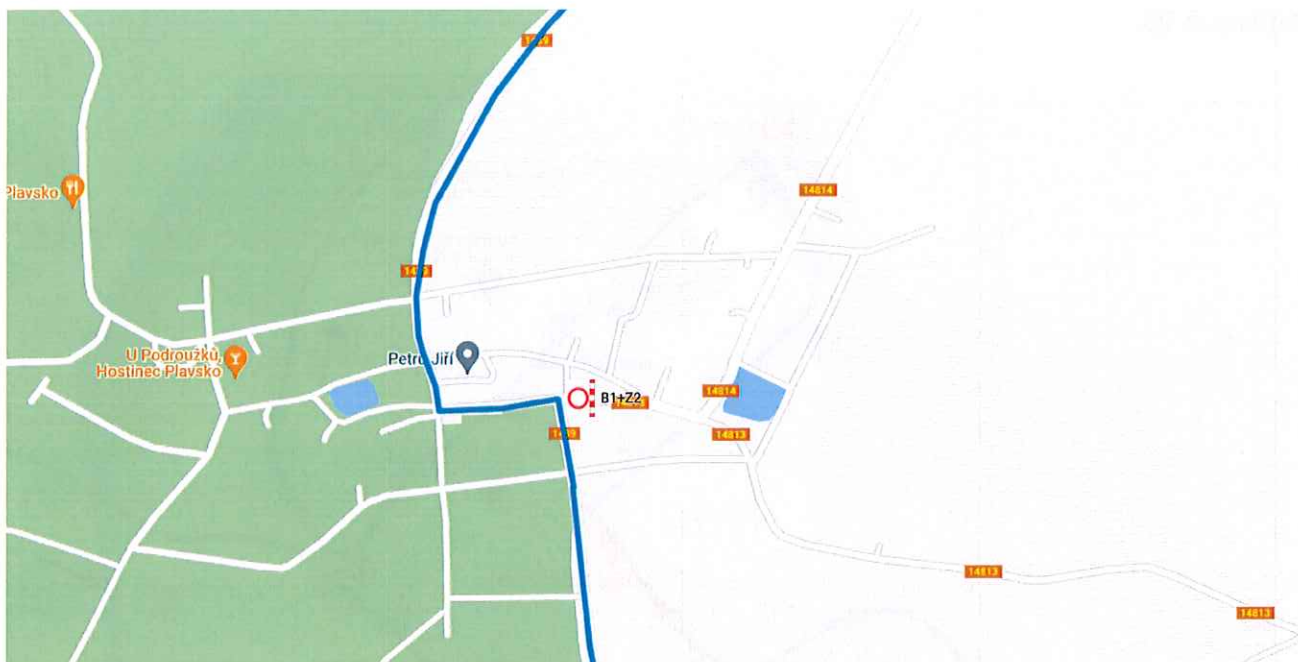 14814
Plavsko
U Podroužků,
Hostinec Plavsko
Petro Jiří
B1+Z2
14814
14813
14813
14813